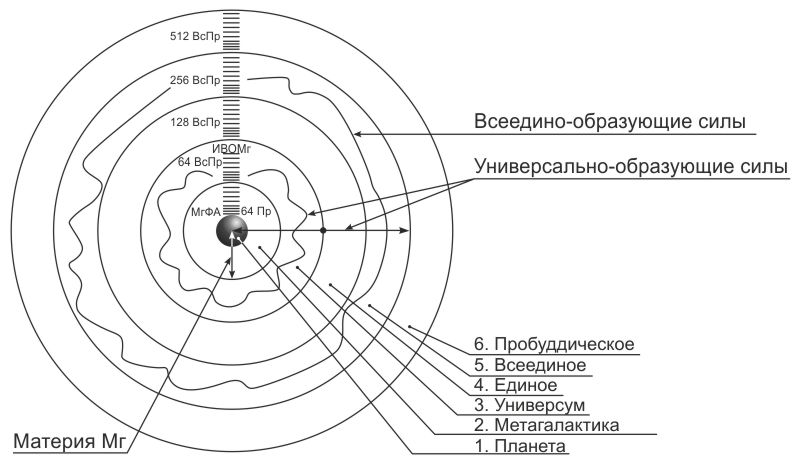 512 ВсПр
256 ВсПр
128 ВсПр
ИВОМг
64 ВсПр
МгФА
64 Пр
Всеедино-образующие силы
Универсально-образующие силы
6. Пробуддическое
5. Всеединое
4. Единое
3. Универсум
2. Метагалактика
1. Планета
Материя Мг